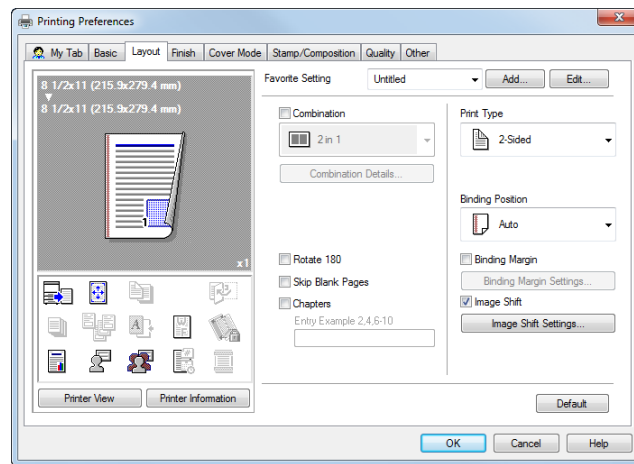 Printing Preferences
My Tab Basic Layout Finish Cover Mode Stamp/Composition Quality Other
8 1/2x11 (215.9x279.4 mm)
8 1/2x11 (215.9x279.4 mm)
1
x1
Printer View Printer Information
Favorite Setting Untitled Add... Edit...
Combination
2 in 1
Combination Details...
Rotate 180
Skip Blank Pages
Chapters
Entry Example 2,4,6-10
Print Type
2-Sided
Binding Position
Auto
Binding Margin
Binding Margin Settings...
Image Shift
Image Shift Settings...
Default
OK Cancel Help